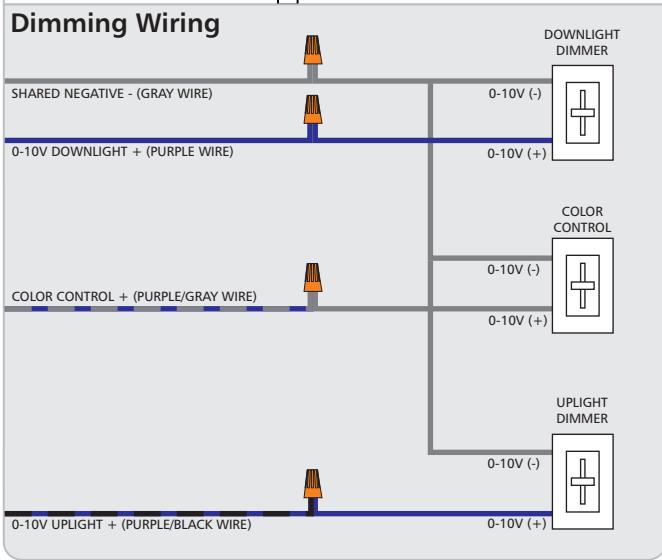 Dimming Wiring
DOWNLIGHT
DIMMER
SHARED NEGATIVE - (GRAY WIRE)
0-10V (-)
0-10V DOWNLIGHT + (PURPLE WIRE)
0-10V (+)
COLOR
CONTROL
0-10V (-)
COLOR CONTROL + (PURPLE/GRAY WIRE)
0-10V (+)
UPLIGHT
DIMMER
0-10V (-)
0-10V UPLIGHT + (PURPLE/BLACK WIRE)
0-10V (+)